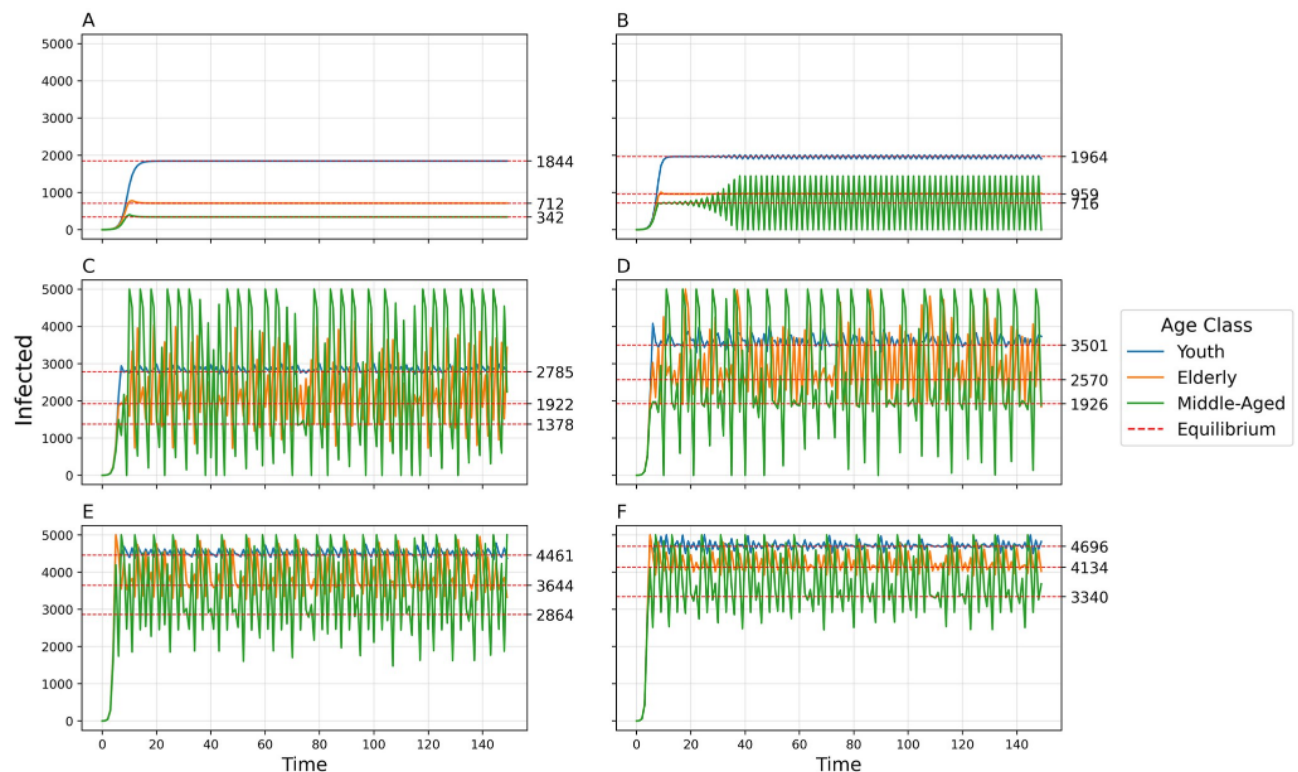 A
B
5000
4000
3000
2000
1000
0
1844
712
342
1964
959
716
C
D
5000
4000
3000
2000
1000
0
2785
1922
1378
3501
2570
1926
Infected
Age Class
Youth
Elderly
Middle-Aged
Equilibrium
E
F
5000
4000
3000
2000
1000
0
4461
3644
2864
4696
4134
3340
0 20 40 60 80 100 120 140
0 20 40 60 80 100 120 140
Time
Time